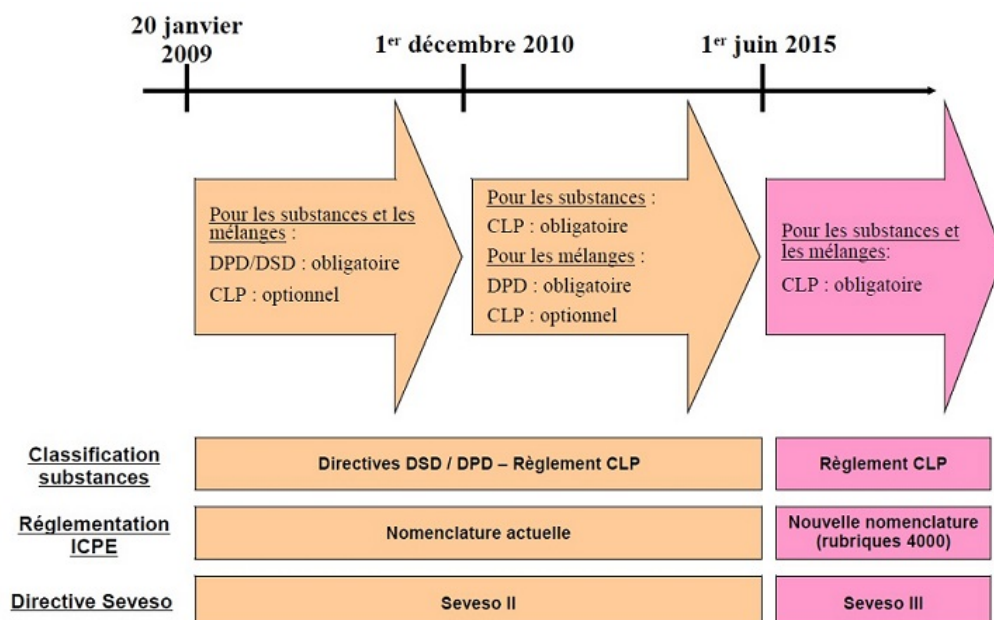 20 janvier
2009
1er décembre 2010
1er juin 2015
Pour les substances et les
mélanges :
DPD/DSD : obligatoire
CLP : optionnel
Pour les substances :
CLP : obligatoire
Pour les mélanges :
DPD : obligatoire
CLP : optionnel
Pour les substances et
les mélanges:
CLP : obligatoire
Classification
substances
Directives DSD / DPD – Règlement CLP
Règlement CLP
Réglementation
ICPE
Nomenclature actuelle
Nouvelle nomenclature
(rubriques 4000)
Directive Seveso
Seveso II
Seveso III